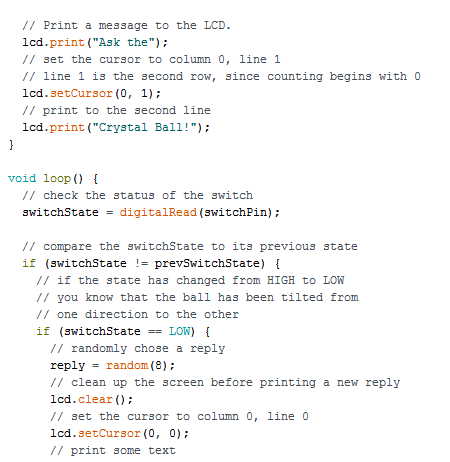 // Print a message to the LCD.
lcd.print("Ask the");
// set the cursor to column 0, line 1
// line 1 is the second row, since counting begins with 0
lcd.setCursor(0, 1);
// print to the second line
lcd.print("Crystal Ball!");
}
void loop() {
// check the status of the switch
switchState = digitalRead(switchPin);
// compare the switchState to its previous state
if (switchState != prevSwitchState) {
// if the state has changed from HIGH to LOW
// you know that the ball has been tilted from
// one direction to the other
if (switchState == LOW) {
// randomly chose a reply
reply = random(8);
// clean up the screen before printing a new reply
lcd.clear();
// set the cursor to column 0, line 0
lcd.setCursor(0, 0);
// print some text